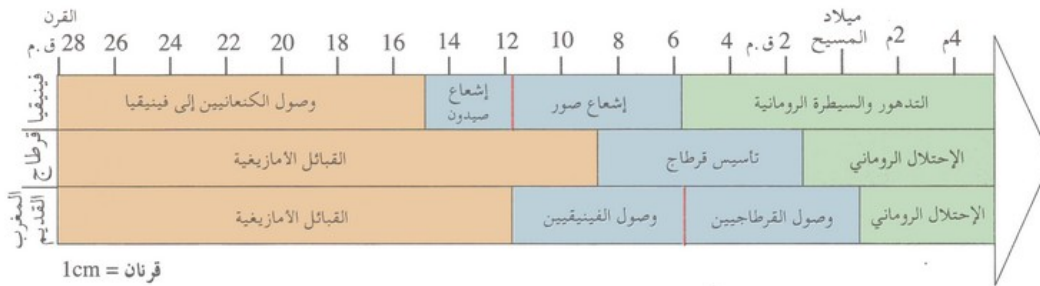 القرن
ق.م 28 26 24 22 20 18 16 14 12 10 8 6 4 ق.م 2 ميلاد المسيح 2م 4م
فينيقيا
وصول الكنعانيين إلى فينيقيا
إشعاع
صيدون
إشعاع صور
التدهور والسيطرة الرومانية
قرطاج
القبائل الأمازيغية
تأسيس قرطاج
الإحتلال الروماني
المغرب
القديم
القبائل الأمازيغية
وصول الفينيقيين
وصول القرطاجيين
الإحتلال الروماني
1cm = قرنان